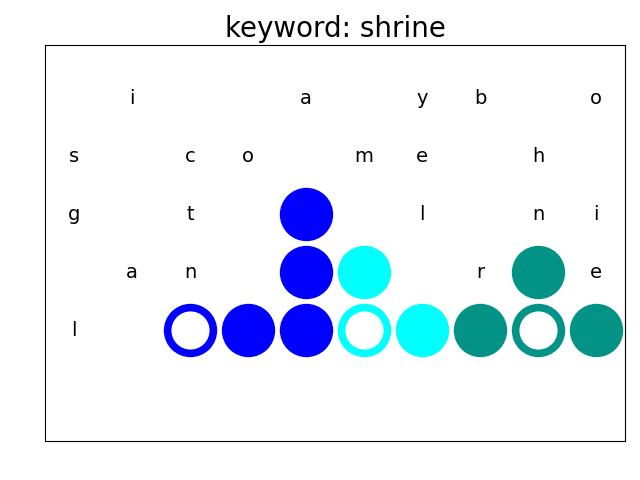 keyword: shrine
i a y b o
s c o m e h
g t l n i
a n r e
l